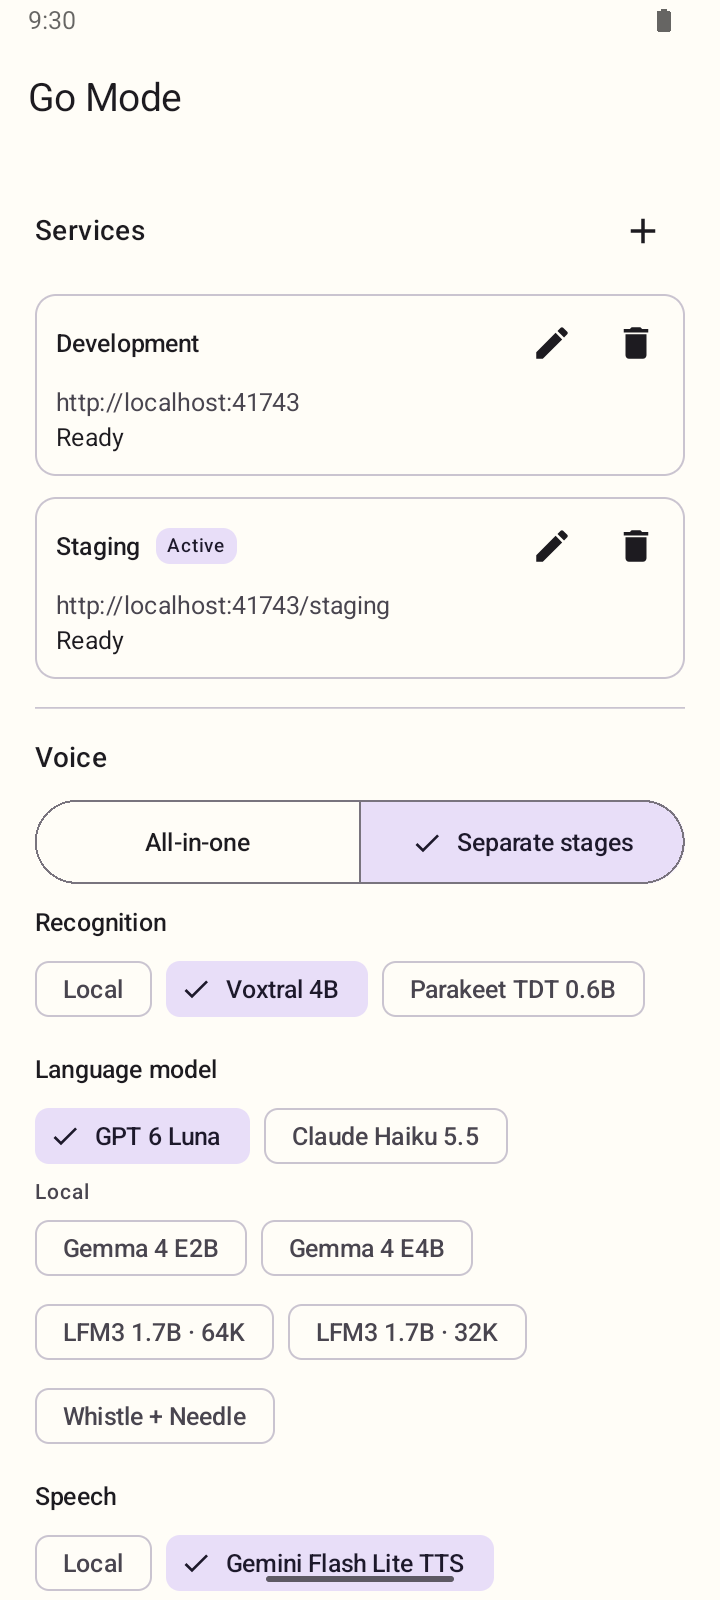 9:30
Go Mode
Services
Development
http://localhost:41743
Ready
Staging Active
http://localhost:41743/staging
Ready
Voice
All-in-one Separate stages
Recognition
Local Voxtral 4B Parakeet TDT 0.6B
Language model
GPT 6 Luna Claude Haiku 5.5
Local
Gemma 4 E2B Gemma 4 E4B
LFM3 1.7B · 64K LFM3 1.7B · 32K
Whistle + Needle
Speech
Local Gemini Flash Lite TTS